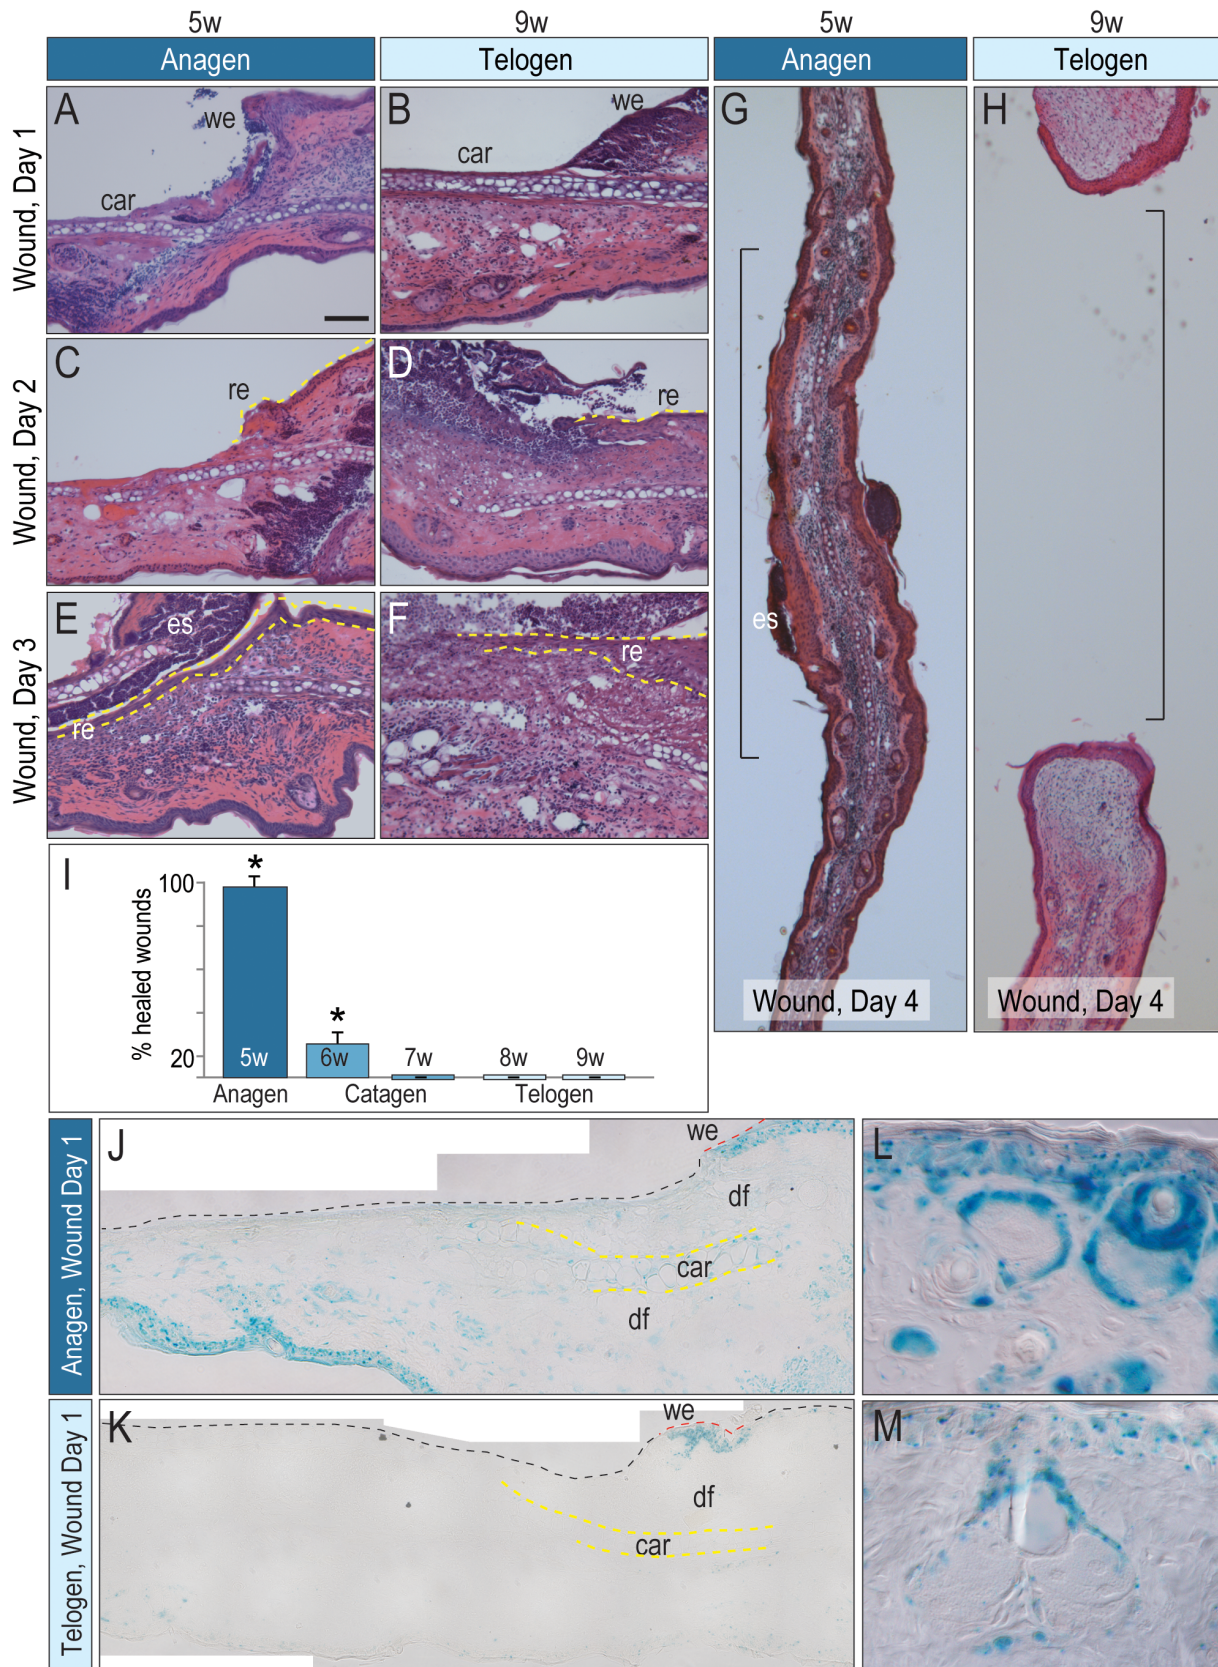 5w
9w
5w
9w
Anagen
Telogen
Anagen
Telogen
Wound, Day 1
A
we
car
B
we
car
G
es
Wound, Day 4
H
Wound, Day 4
Wound, Day 2
C
re
D
re
Wound, Day 3
E
es
re
F
re
I
% healed wounds
100
20
*
*
5w
6w
7w
8w
9w
Anagen
Catagen
Telogen
Anagen, Wound Day 1
J
we
df
car
df
L
Telogen, Wound Day 1
K
we
df
car
M